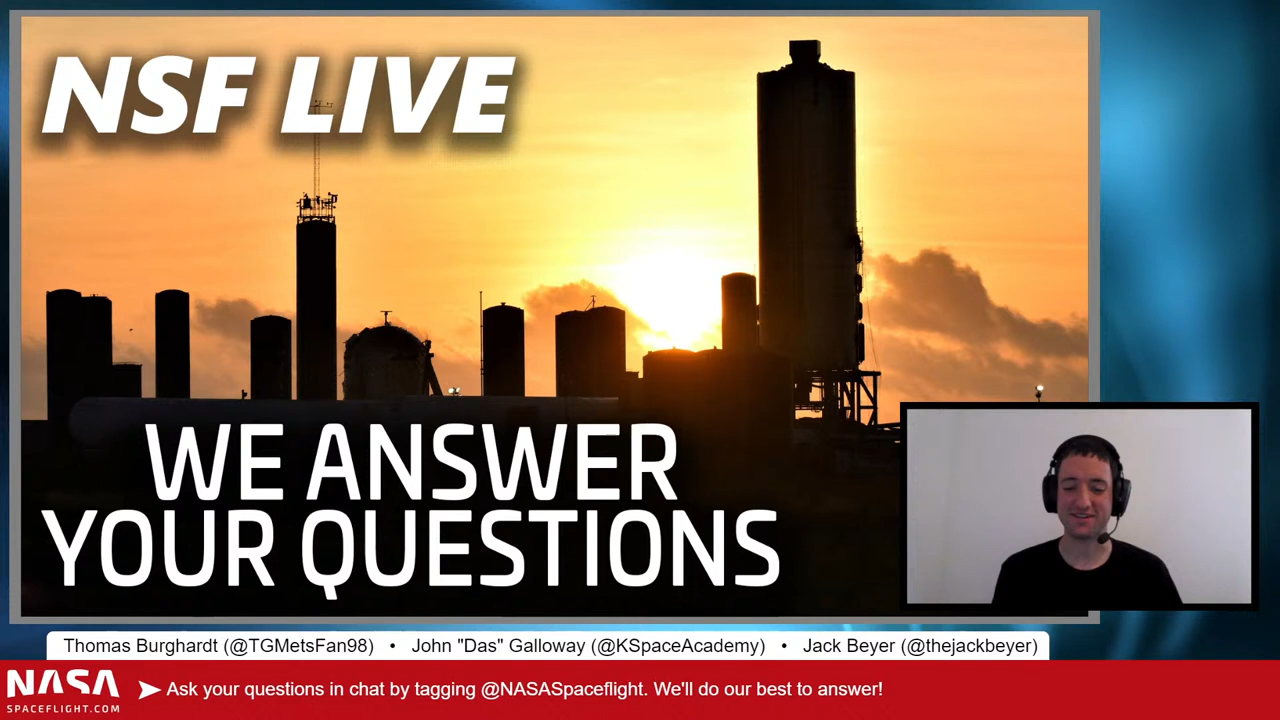 NSF LIVE
WE ANSWER
YOUR QUESTIONS
Thomas Burghardt (@TGMetsFan98) • John "Das" Galloway (@KSpaceAcademy) • Jack Beyer (@thejackbeyer)
NASA
SPACEFLIGHT.COM
Ask your questions in chat by tagging @NASASpaceflight. We'll do our best to answer!